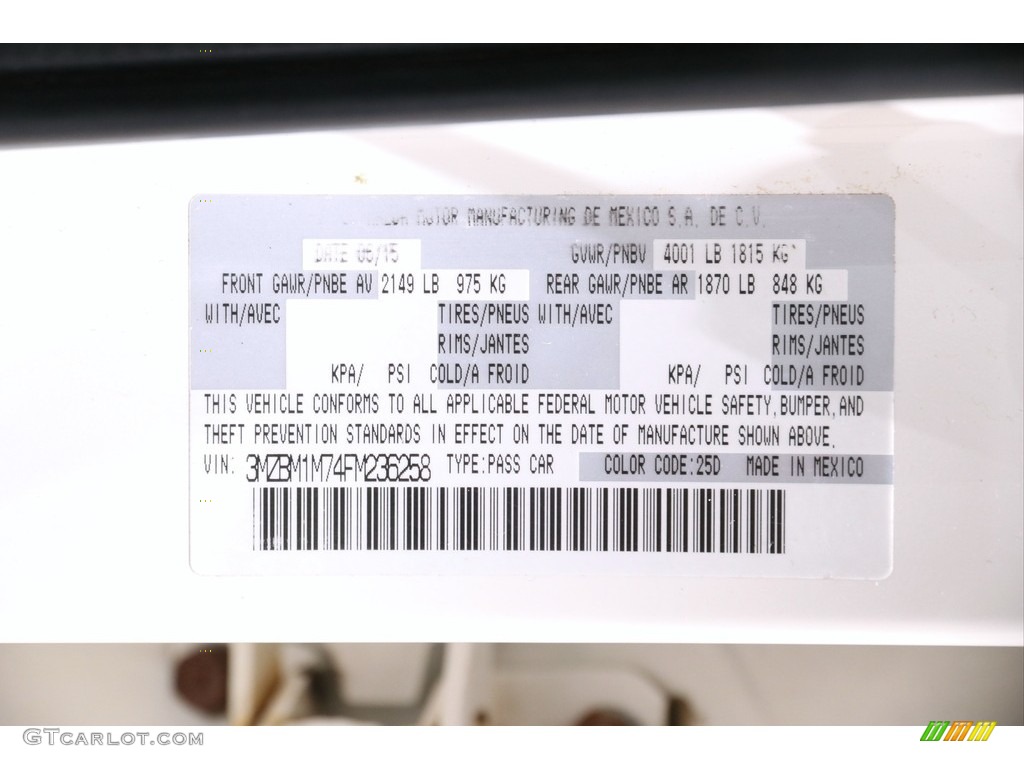 MOTOR MANUFACTURING DE MEXICO S.A. DE C.V.
DATE 06/15 GVWR/PNBV 4001 LB 1815 KG
FRONT GAWR/PNBE AV 2149 LB 975 KG REAR GAWR/PNBE AR 1870 LB 848 KG
WITH/AVEC TIRES/PNEUS WITH/AVEC TIRES/PNEUS
RIMS/JANTES RIMS/JANTES
KPA/ PSI COLD/A FROID KPA/ PSI COLD/A FROID
THIS VEHICLE CONFORMS TO ALL APPLICABLE FEDERAL MOTOR VEHICLE SAFETY, BUMPER, AND
THEFT PREVENTION STANDARDS IN EFFECT ON THE DATE OF MANUFACTURE SHOWN ABOVE.
VIN: 3MZBM1M74FM236258 TYPE: PASS CAR COLOR CODE: 25D MADE IN MEXICO
GTCARLOT.COM